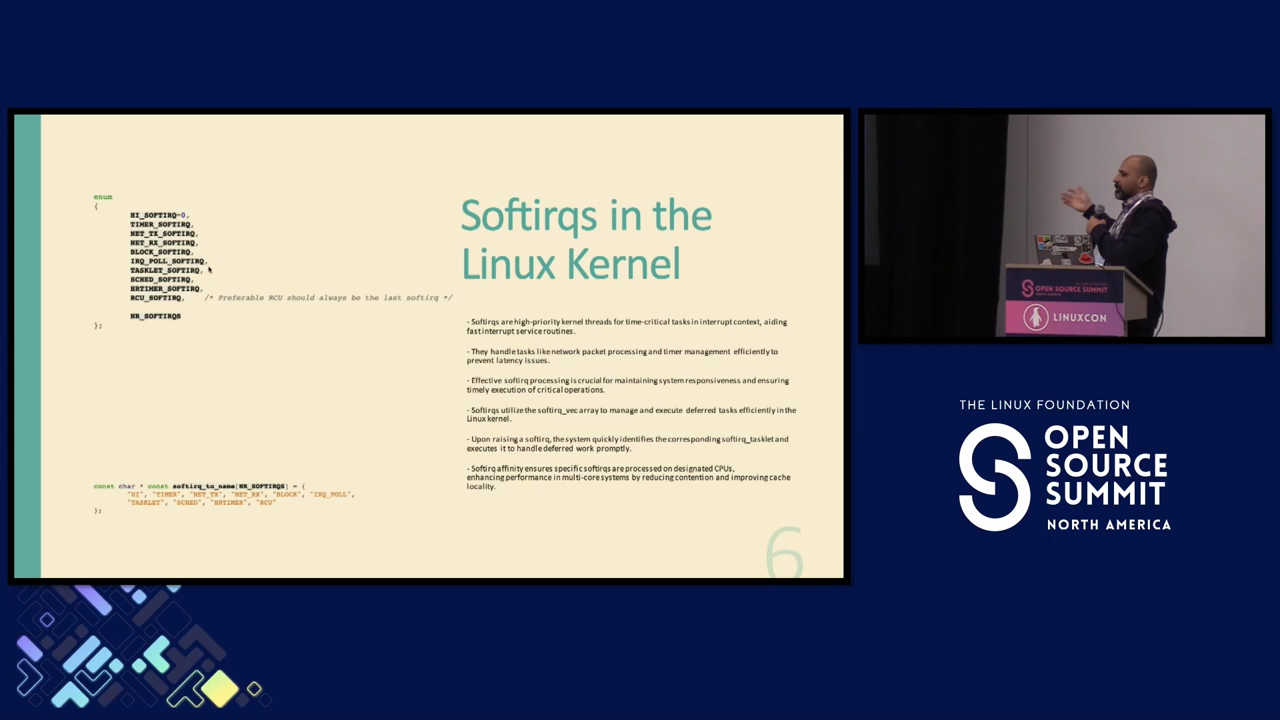 enum
{
HI_SOFTIRQ=0,
TIMER_SOFTIRQ,
NET_TX_SOFTIRQ,
NET_RX_SOFTIRQ,
BLOCK_SOFTIRQ,
IRQ_POLL_SOFTIRQ,
TASKLET_SOFTIRQ,
SCHED_SOFTIRQ,
HRTIMER_SOFTIRQ,
RCU_SOFTIRQ, /* Preferable RCU should always be the last softirq */
NR_SOFTIRQS
};
const char * const softirq_to_name[NR_SOFTIRQS] = {
"HI", "TIMER", "NET_TX", "NET_RX", "BLOCK", "IRQ_POLL",
"TASKLET", "SCHED", "HRTIMER", "RCU"
};
Softirqs in the
Linux Kernel
- Softirqs are high-priority kernel threads for time-critical tasks in interrupt context, aiding
fast interrupt service routines.
- They handle tasks like network packet processing and timer management efficiently to
prevent latency issues.
- Effective softirq processing is crucial for maintaining system responsiveness and ensuring
timely execution of critical operations.
- Softirqs utilize the softirq_vec array to manage and execute deferred tasks efficiently in the
Linux kernel.
- Upon raising a softirq, the system quickly identifies the corresponding softirq_tasklet and
executes it to handle deferred work promptly.
- Softirq affinity ensures specific softirqs are processed on designated CPUs,
enhancing performance in multi-core systems by reducing contention and improving cache
locality.
6
OPEN SOURCE SUMMIT
NORTH AMERICA
LINUXCON
THE LINUX FOUNDATION
OPEN
SOURCE
SUMMIT
NORTH AMERICA